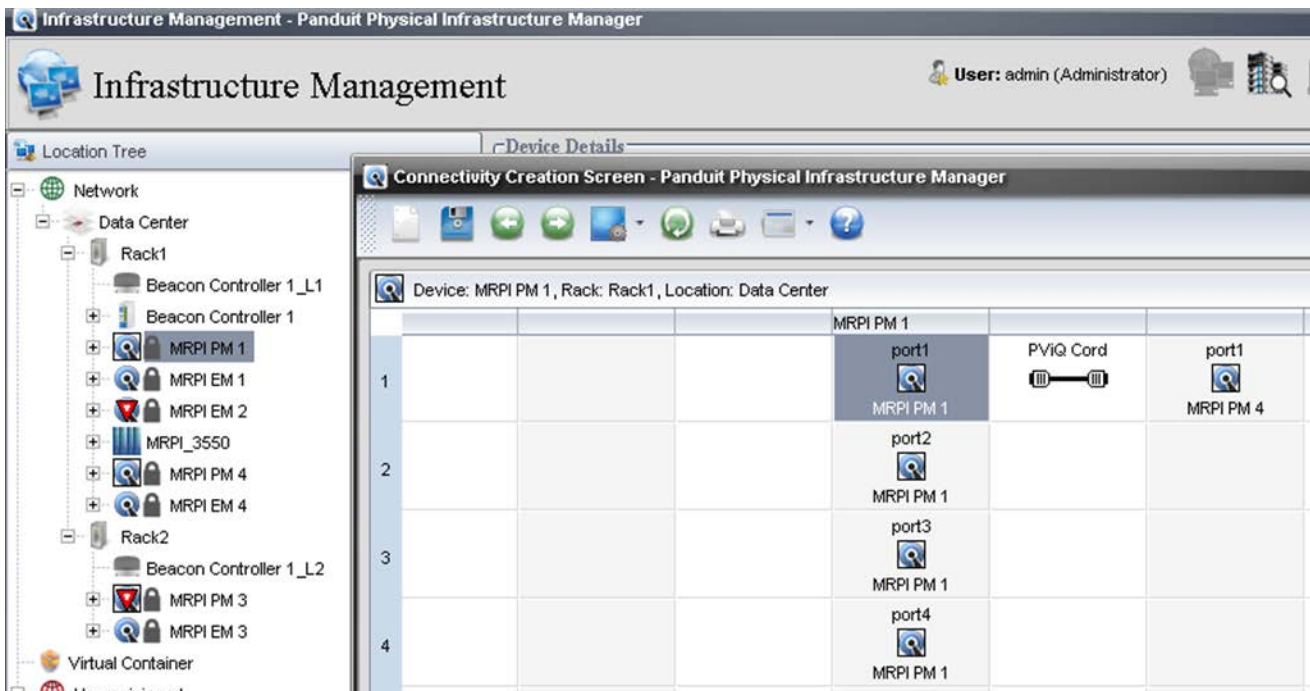 Infrastructure Management - Panduit Physical Infrastructure Manager
Infrastructure Management
User: admin (Administrator)
Location Tree
Device Details
Network
Data Center
Rack1
Beacon Controller 1_L1
Beacon Controller 1
MRPI PM 1
MRPI EM 1
MRPI EM 2
MRPI_3550
MRPI PM 4
MRPI EM 4
Rack2
Beacon Controller 1_L2
MRPI PM 3
MRPI EM 3
Virtual Container
Connectivity Creation Screen - Panduit Physical Infrastructure Manager
Device: MRPI PM 1, Rack: Rack1, Location: Data Center
MRPI PM 1
1
port1
MRPI PM 1
PViQ Cord
port1
MRPI PM 4
2
port2
MRPI PM 1
3
port3
MRPI PM 1
4
port4
MRPI PM 1